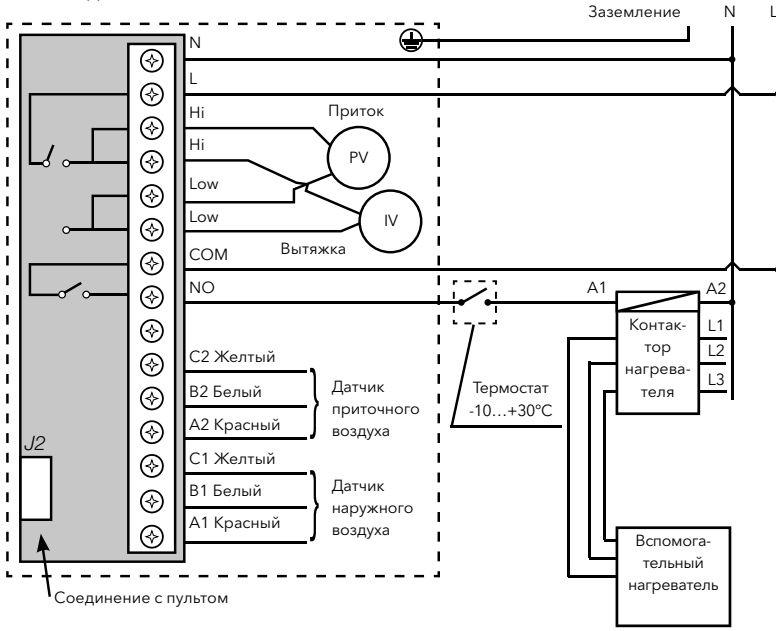 Заземление
N
L
N
L
Hi
Приток
Hi
PV
Low
IV
Low
Вытяжка
COM
NO
A1
A2
Контак-
тор
нагрева-
теля
L1
L2
L3
Термостат
-10...+30°C
C2 Желтый
B2 Белый
A2 Красный
Датчик
приточного
воздуха
C1 Желтый
B1 Белый
A1 Красный
Датчик
наружного
воздуха
J2
Вспомога-
тельный
нагреватель
Соединение с пультом